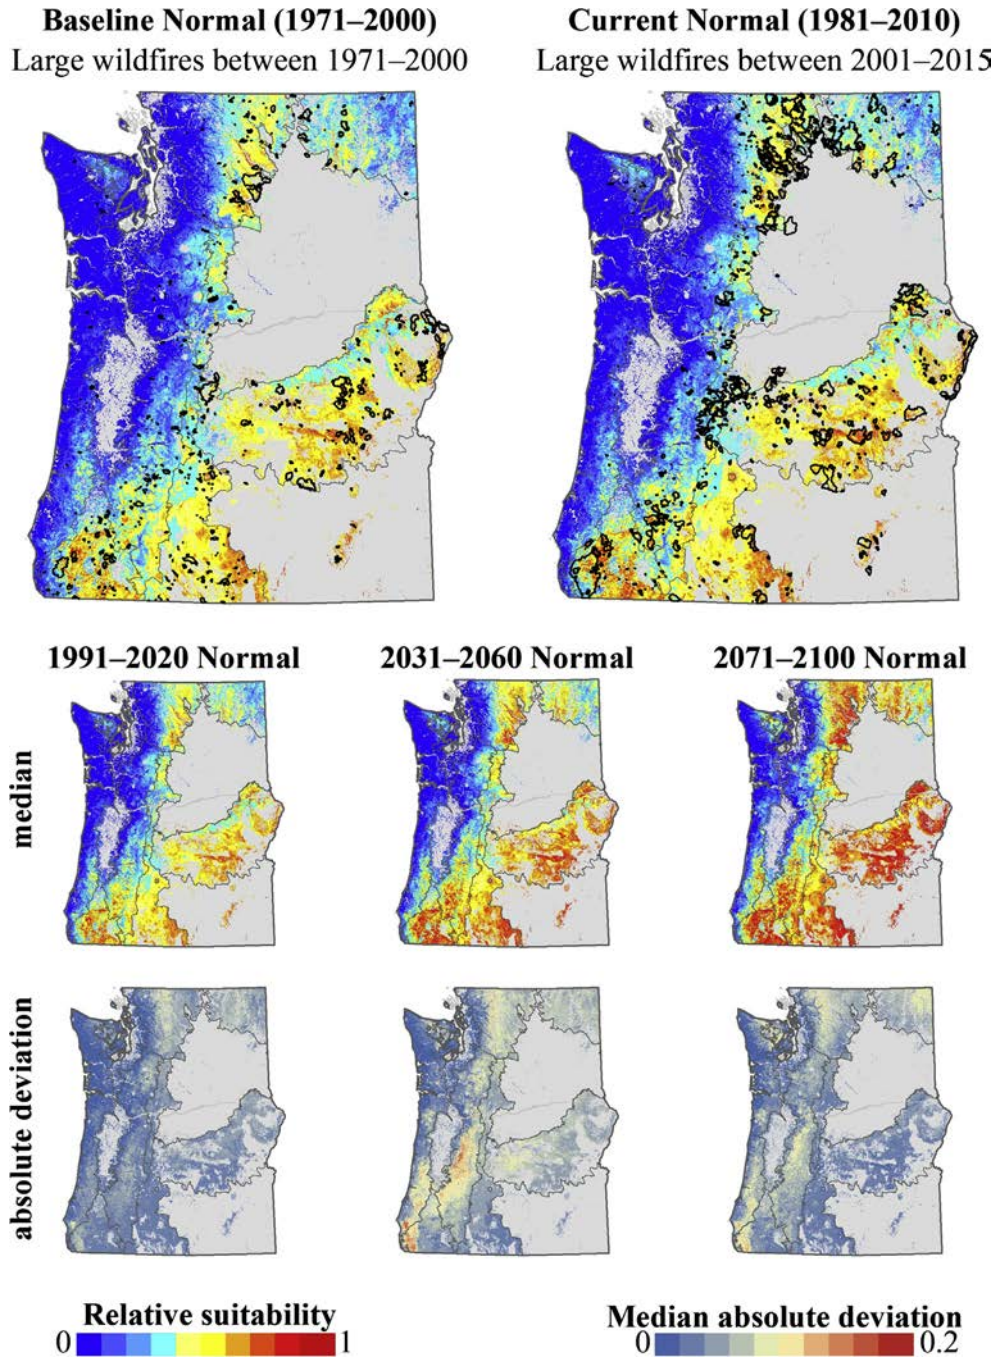 Baseline Normal (1971–2000)
Large wildfires between 1971–2000
Current Normal (1981–2010)
Large wildfires between 2001–2015
1991–2020 Normal
2031–2060 Normal
2071–2100 Normal
median
absolute deviation
Relative suitability
0 1
Median absolute deviation
0 0.2